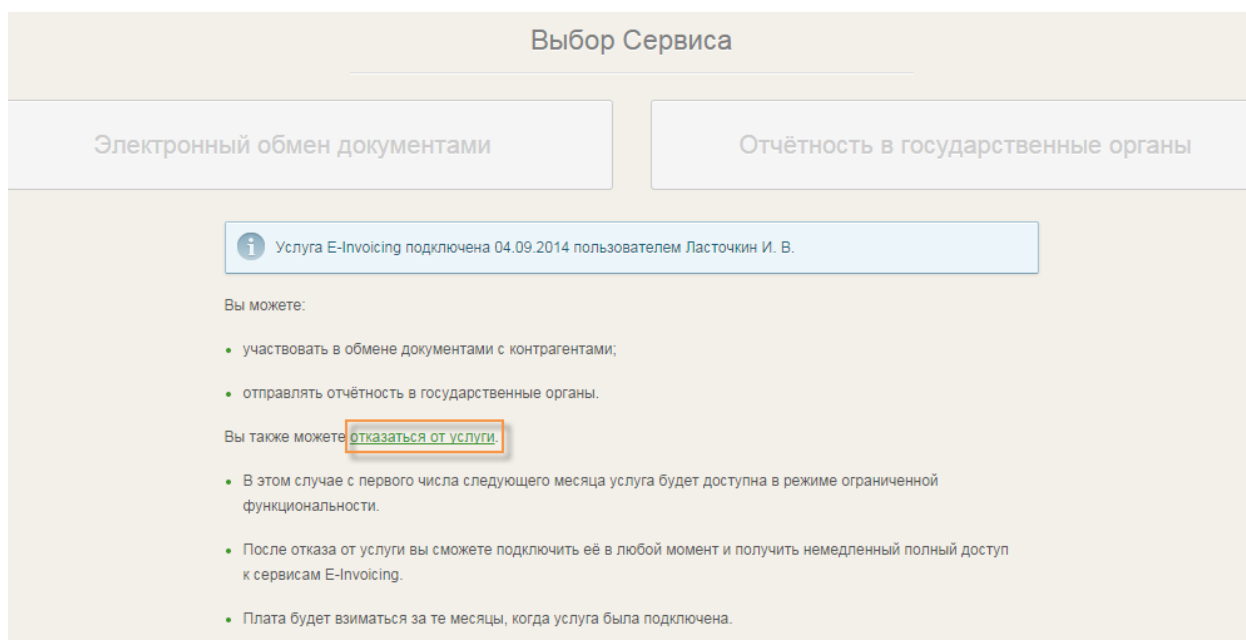 Выбор Сервиса
Электронный обмен документами
Отчётность в государственные органы
Услуга E-Invoicing подключена 04.09.2014 пользователем Ласточкин И. В.
Вы можете:
• участвовать в обмене документами с контрагентами;
• отправлять отчётность в государственные органы.
Вы также можете отказаться от услуги.
• В этом случае с первого числа следующего месяца услуга будет доступна в режиме ограниченной
функциональности.
• После отказа от услуги вы сможете подключить её в любой момент и получить немедленный полный доступ
к сервисам E-Invoicing.
• Плата будет взиматься за те месяцы, когда услуга была подключена.